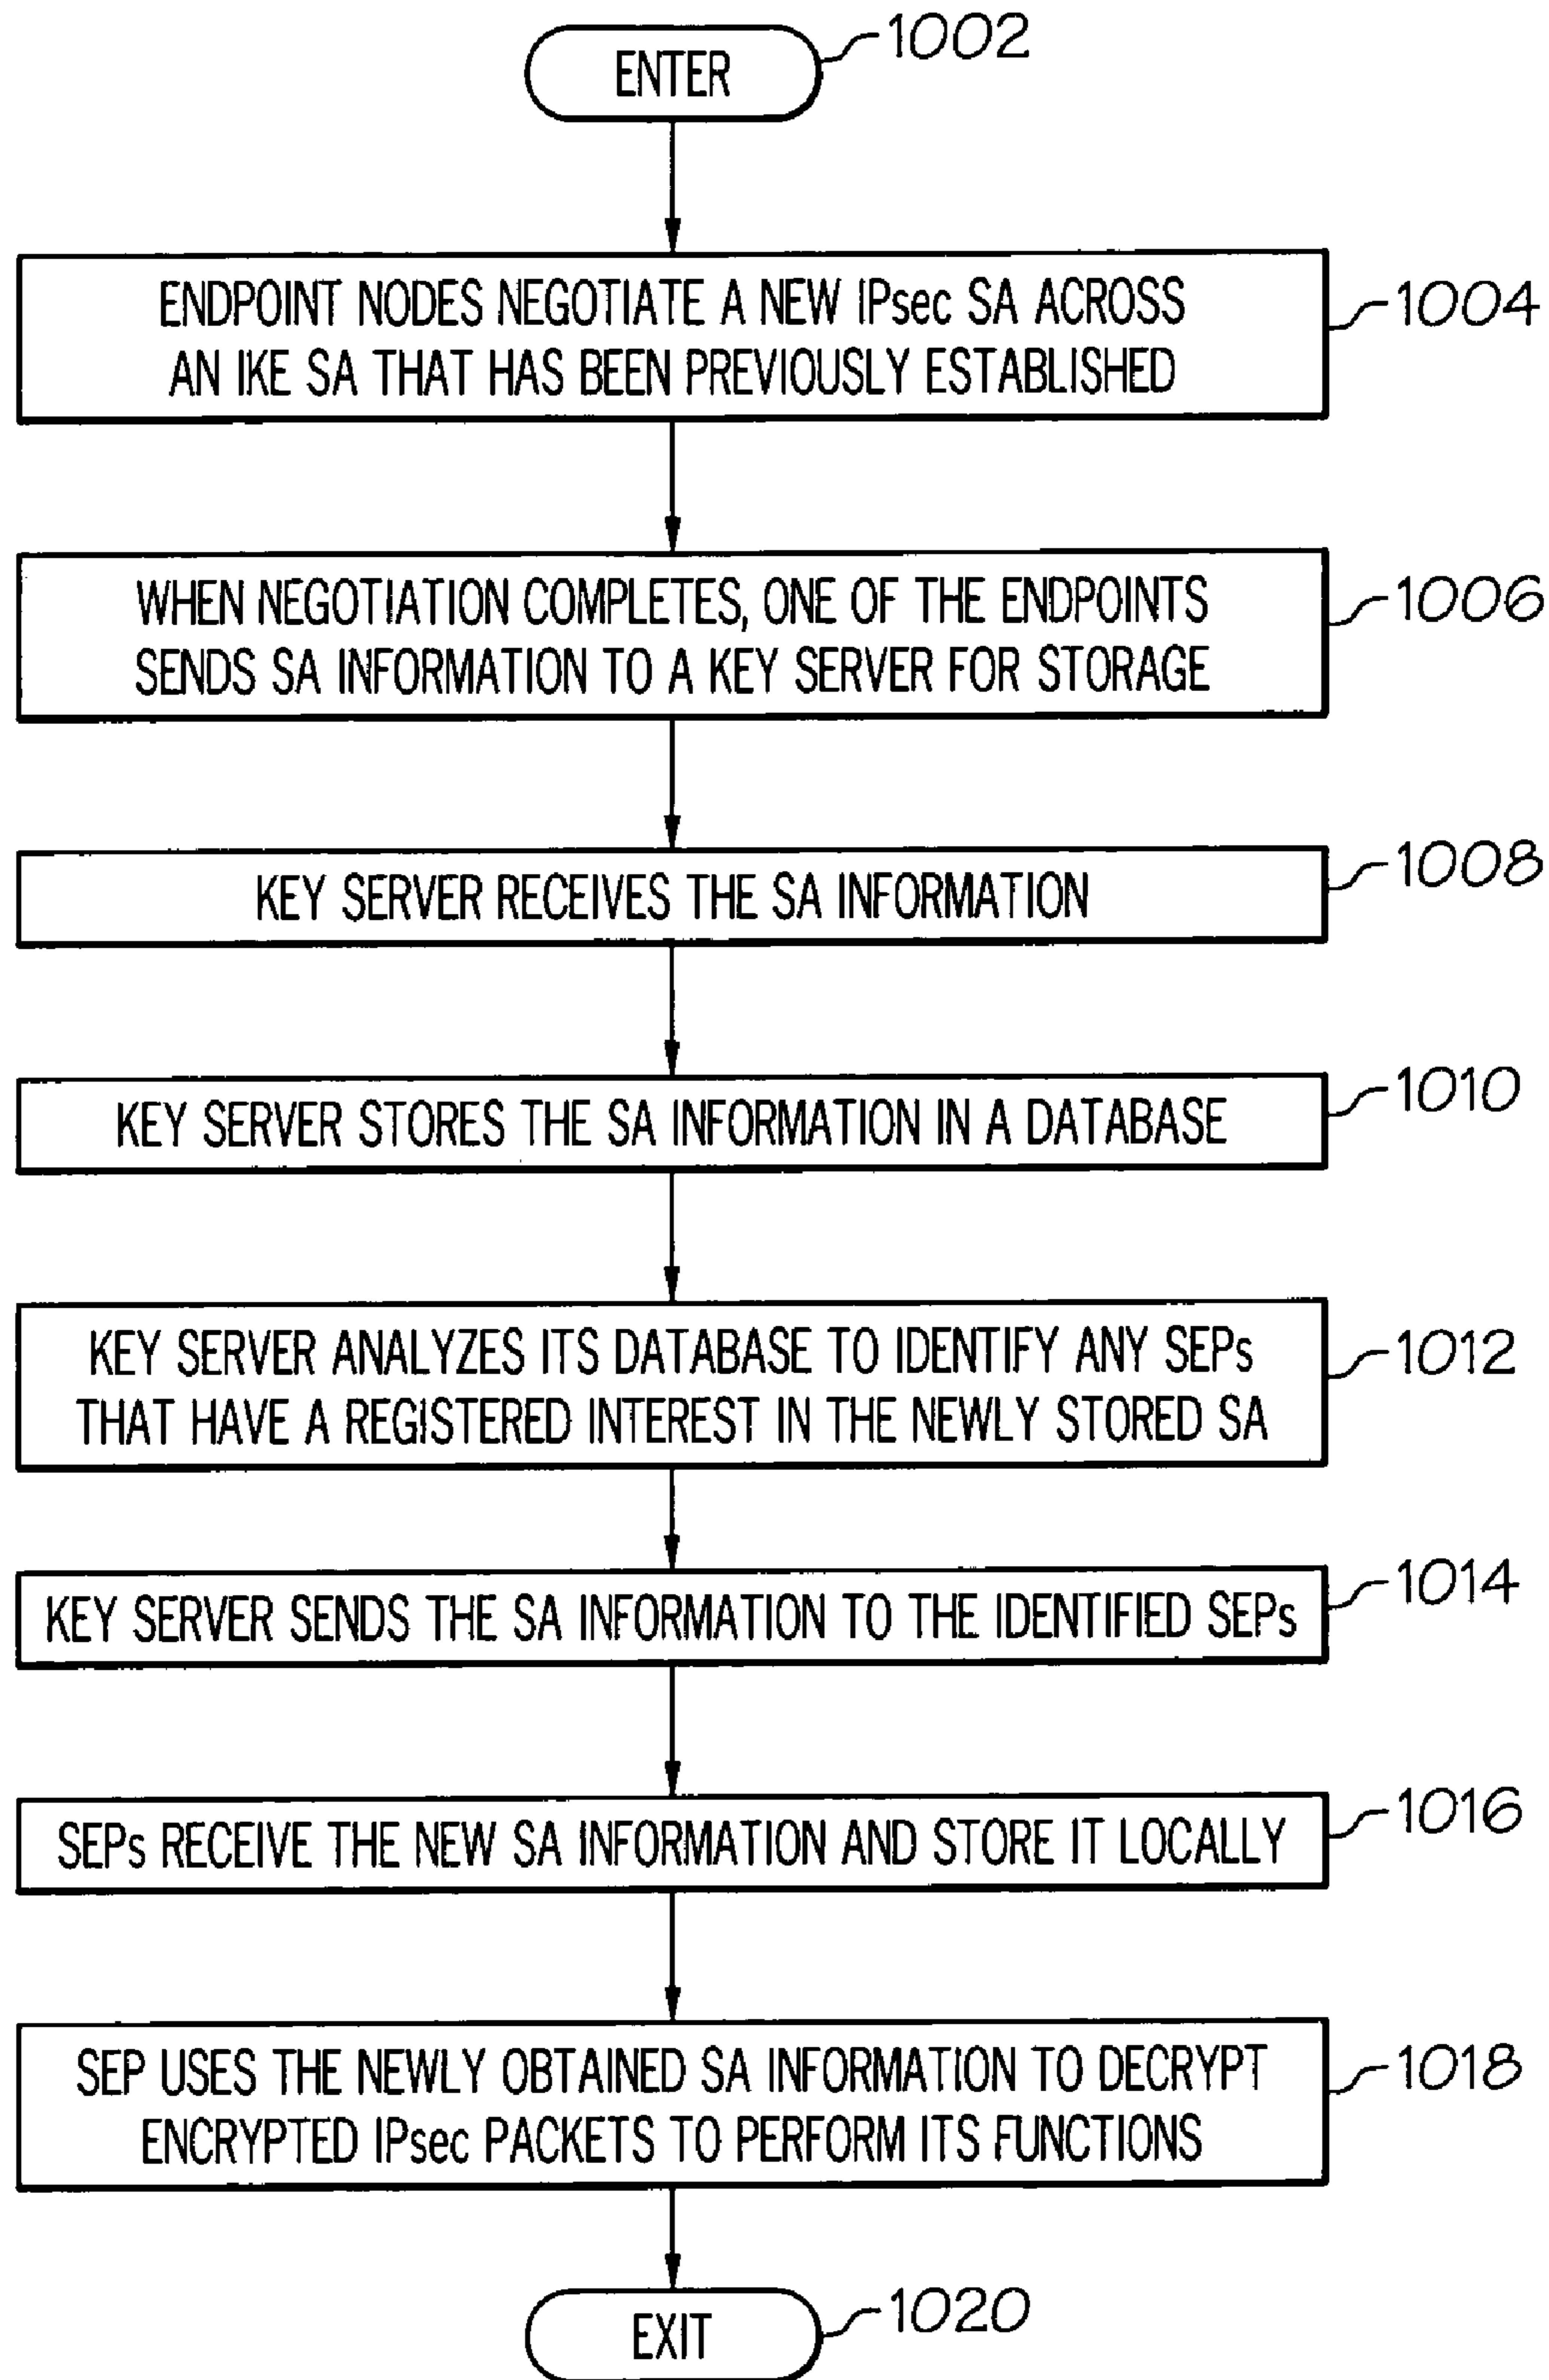 ENTER
1002
ENDPOINT NODES NEGOTIATE A NEW IPsec SA ACROSS
AN IKE SA THAT HAS BEEN PREVIOUSLY ESTABLISHED
1004
WHEN NEGOTIATION COMPLETES, ONE OF THE ENDPOINTS
SENDS SA INFORMATION TO A KEY SERVER FOR STORAGE
1006
KEY SERVER RECEIVES THE SA INFORMATION
1008
KEY SERVER STORES THE SA INFORMATION IN A DATABASE
1010
KEY SERVER ANALYZES ITS DATABASE TO IDENTIFY ANY SEPs
THAT HAVE A REGISTERED INTEREST IN THE NEWLY STORED SA
1012
KEY SERVER SENDS THE SA INFORMATION TO THE IDENTIFIED SEPs
1014
SEPs RECEIVE THE NEW SA INFORMATION AND STORE IT LOCALLY
1016
SEP USES THE NEWLY OBTAINED SA INFORMATION TO DECRYPT
ENCRYPTED IPsec PACKETS TO PERFORM ITS FUNCTIONS
1018
EXIT
1020